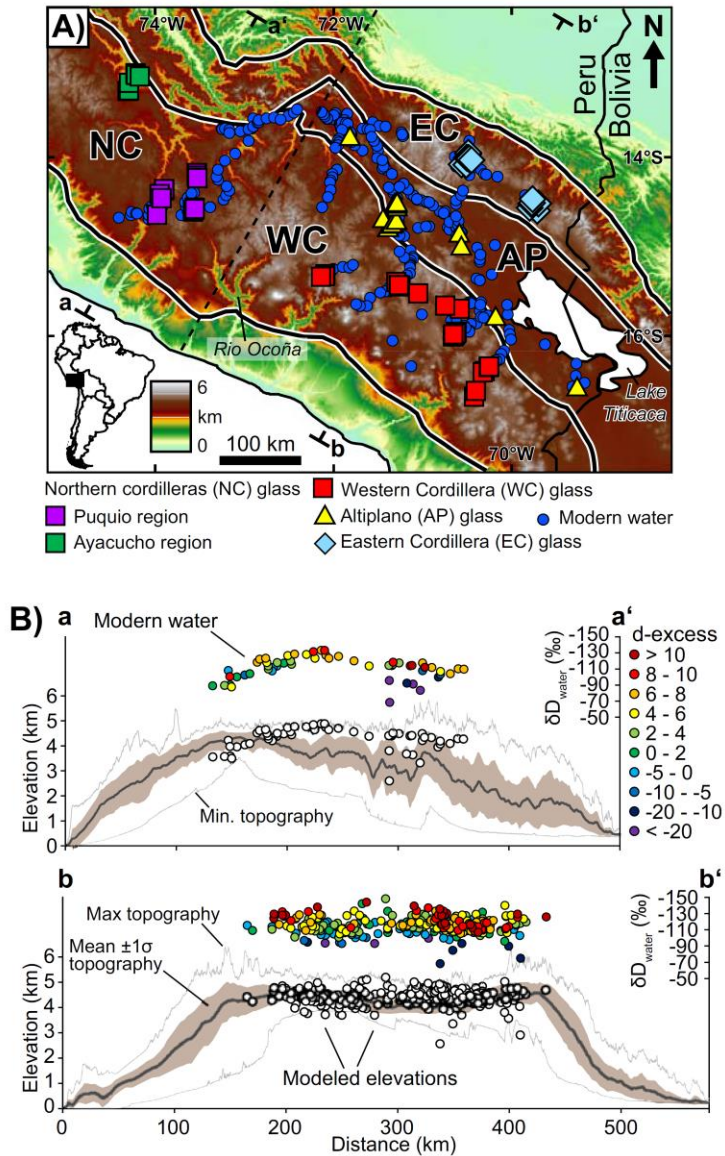 A)
74°W
a'
72°W
b'
N
Peru
Bolivia
EC
NC
14°S
WC
AP
a
Rio Ocoña
16°S
6
km
0
100 km
b
70°W
Lake
Titicaca
Northern cordilleras (NC) glass
Western Cordillera (WC) glass
Puquio region
Altiplano (AP) glass
Modern water
Ayacucho region
Eastern Cordillera (EC) glass
B)
a
a'
Modern water
d-excess
-150
-130
-110
-90
-70
-50
δD water (‰)
> 10
8 - 10
6 - 8
4 - 6
2 - 4
0 - 2
-5 - 0
-10 - -5
-20 - -10
< -20
Elevation (km)
6
5
4
3
2
1
0
Min. topography
b
b'
Max topography
Mean ±1σ
topography
-150
-130
-110
-90
-70
-50
δD water (‰)
Elevation (km)
6
5
4
3
2
1
0
Modeled elevations
0 100 200 300 400 500
Distance (km)